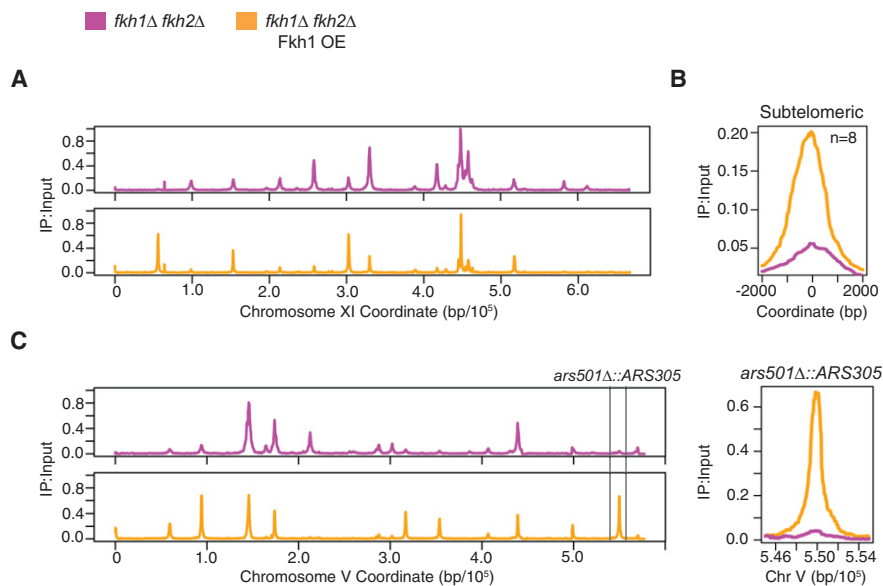 fkh1Δ fkh2Δ
fkh1Δ fkh2Δ
Fkh1 OE
A
IP:Input
0.8
0.4
0.0
0.8
0.4
0.0
0 1.0 2.0 3.0 4.0 5.0 6.0
Chromosome XI Coordinate (bp/10⁵)
B
Subtelomeric
n=8
IP:Input
0.20
0.15
0.10
0.05
-2000 0 2000
Coordinate (bp)
C
ars501Δ::ARS305
IP:Input
0.8
0.4
0.0
0.8
0.4
0.0
0 1.0 2.0 3.0 4.0 5.0
Chromosome V Coordinate (bp/10⁵)
ars501Δ::ARS305
IP:Input
0.6
0.4
0.2
0.0
5.46 5.50 5.54
Chr V (bp/10⁵)